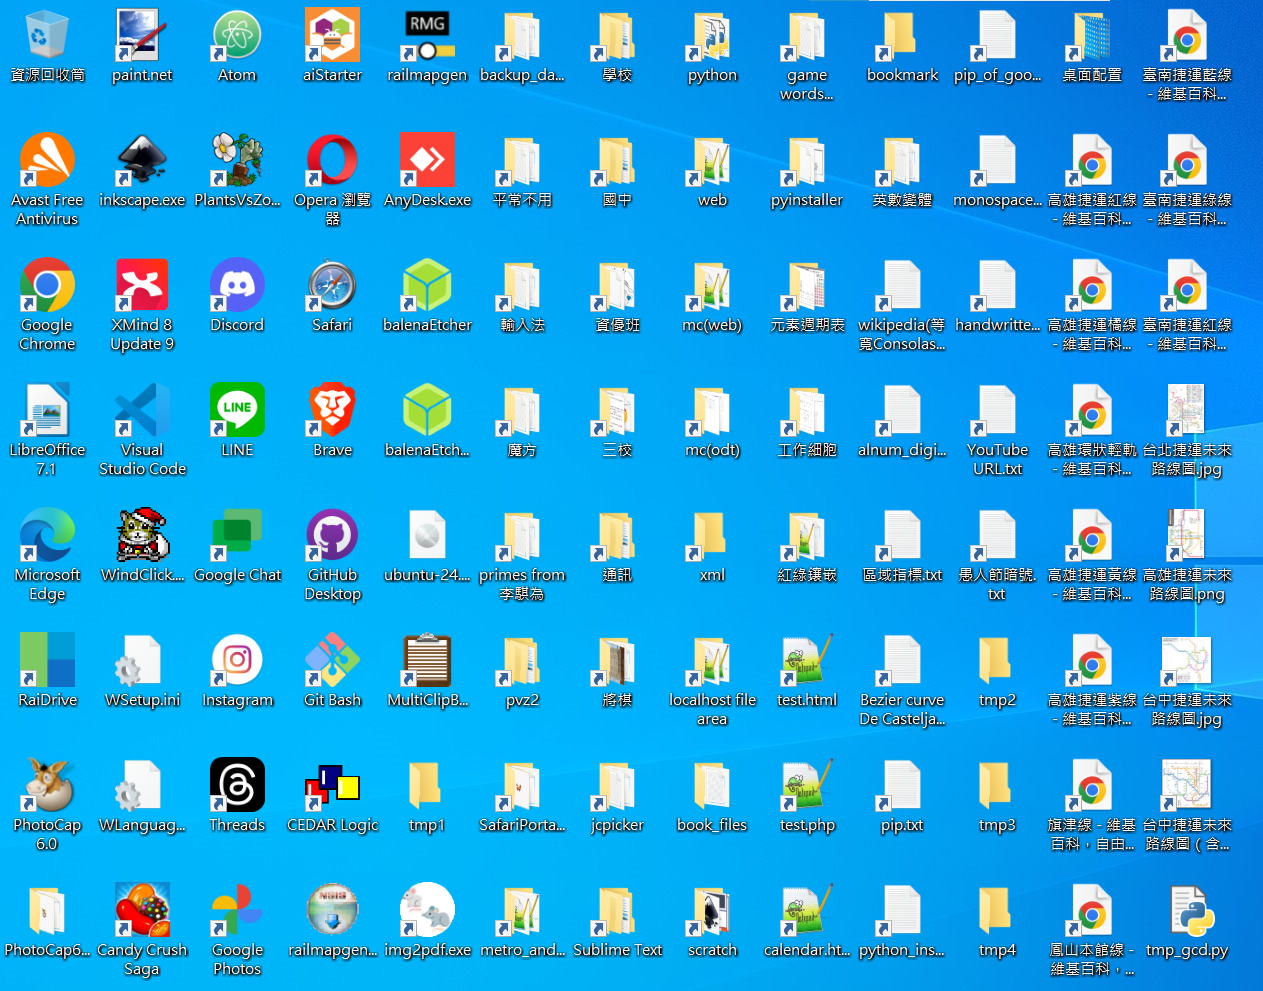 RMG
資源回收筒
paint.net
Atom
aiStarter
railmapgen
backup_da...
學校
python
game
words...
bookmark
pip_of_goo...
桌面配置
臺南捷運藍線
- 維基百科...
Avast Free
Antivirus
inkscape.exe
PlantsVsZo...
Opera 瀏覽
器
AnyDesk.exe
平常不用
國中
web
pyinstaller
英數變體
monospace...
高雄捷運紅線
- 維基百科...
臺南捷運綠線
- 維基百科...
Google
Chrome
XMind 8
Update 9
Discord
Safari
balenaEtcher
輸入法
資優班
mc(web)
元素週期表
wikipedia(等
寬Consolas...
handwritte...
高雄捷運橘線
- 維基百科...
臺南捷運紅線
- 維基百科...
LibreOffice
7.1
Visual
Studio Code
LINE
LINE
Brave
balenaEtch...
魔方
三校
mc(odt)
工作細胞
alnum_digi...
YouTube
URL.txt
高雄環狀輕軌
- 維基百科...
台北捷運未來
路線圖.jpg
Microsoft
Edge
WindClick....
Google Chat
GitHub
Desktop
ubuntu-24....
primes from
李騏為
通訊
xml
紅綠鑲嵌
區域指標.txt
愚人節暗號.
txt
高雄捷運黃線
- 維基百科...
高雄捷運未來
路線圖.png
RaiDrive
WSetup.ini
Instagram
Git Bash
MultiClipB...
pvz2
將棋
localhost file
area
test.html
Bezier curve
De Castelja...
tmp2
高雄捷運紫線
- 維基百科...
台中捷運未來
路線圖.jpg
PhotoCap
6.0
WLanguag...
Threads
CEDAR Logic
tmp1
SafariPorta...
jcpicker
book_files
test.php
pip.txt
tmp3
旗津線 - 維基
百科，自由...
台中捷運未來
路線圖（含...
PhotoCap6...
Candy Crush
Saga
Google
Photos
railmapgen...
img2pdf.exe
metro_and...
Sublime Text
scratch
calendar.ht...
python_ins...
tmp4
鳳山本館線 -
維基百科，...
tmp_gcd.py